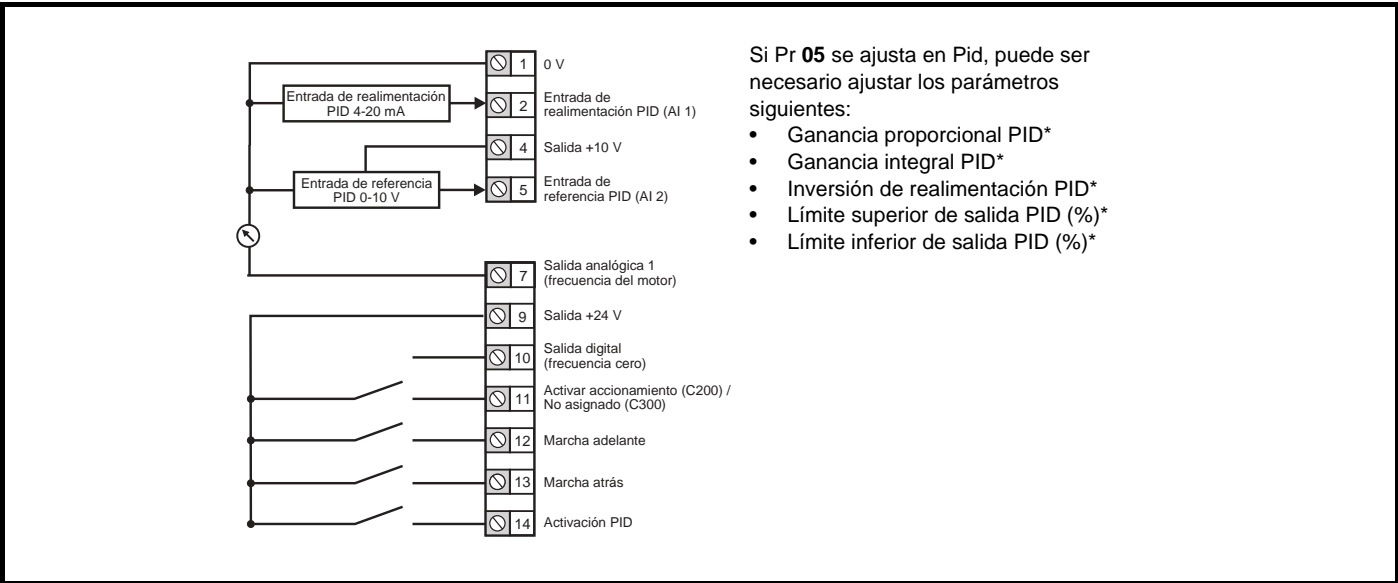 1 0 V
Entrada de realimentación
PID 4-20 mA
2 Entrada de
realimentación PID (AI 1)
4 Salida +10 V
Entrada de referencia
PID 0-10 V
5 Entrada de
referencia PID (AI 2)
7 Salida analógica 1
(frecuencia del motor)
9 Salida +24 V
10 Salida digital
(frecuencia cero)
11 Activar accionamiento (C200) /
No asignado (C300)
12 Marcha adelante
13 Marcha atrás
14 Activación PID
Si Pr 05 se ajusta en Pid, puede ser
necesario ajustar los parámetros
siguientes:
• Ganancia proporcional PID*
• Ganancia integral PID*
• Inversión de realimentación PID*
• Límite superior de salida PID (%)*
• Límite inferior de salida PID (%)*